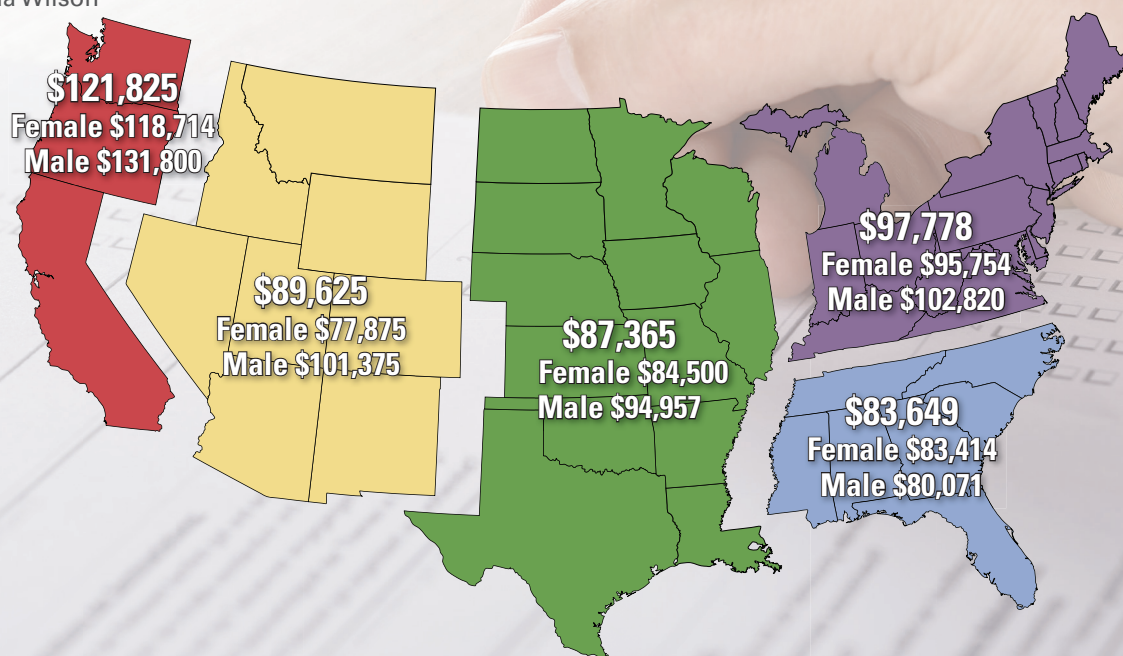 Wilson
$121,825
Female $118,714
Male $131,800
$89,625
Female $77,875
Male $101,375
$87,365
Female $84,500
Male $94,957
$97,778
Female $95,754
Male $102,820
$83,649
Female $83,414
Male $80,071